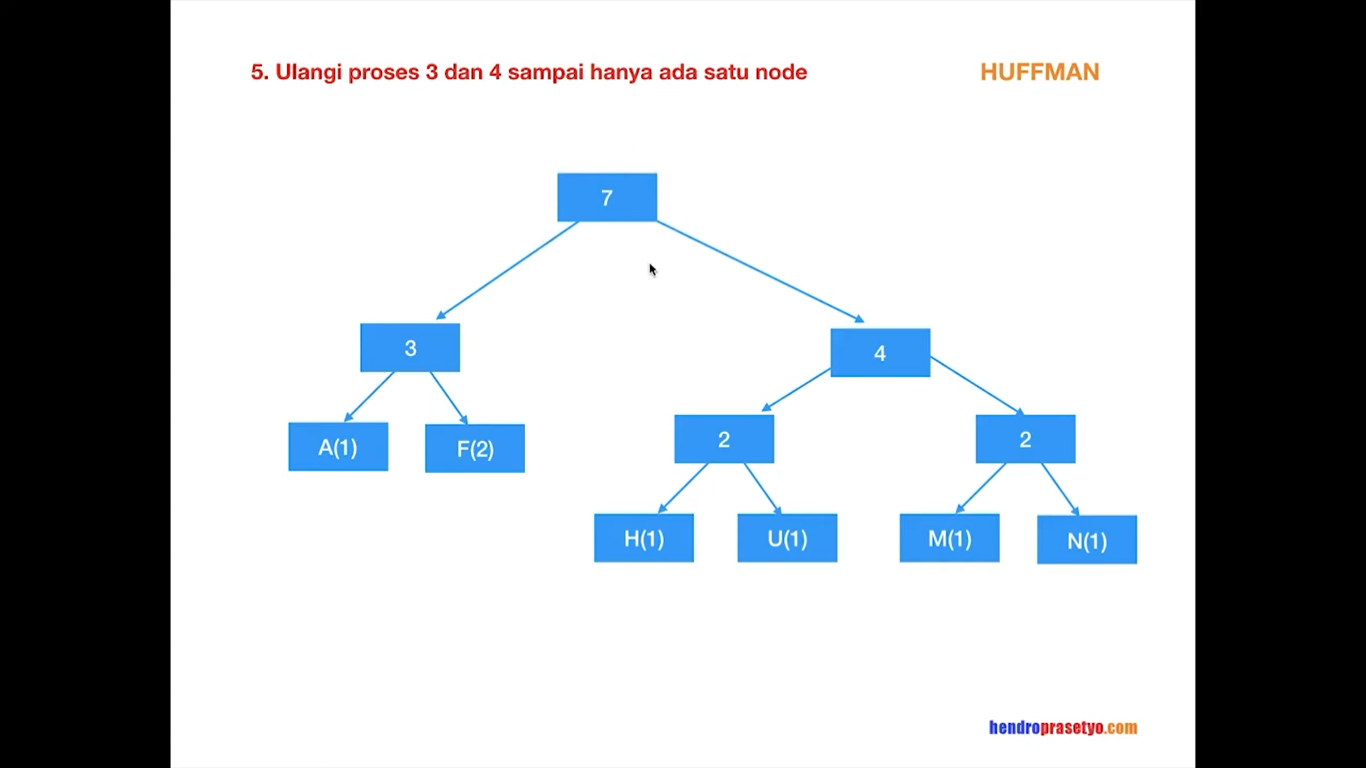 5. Ulangi proses 3 dan 4 sampai hanya ada satu node
HUFFMAN
7
3
4
A(1)
F(2)
2
2
H(1)
U(1)
M(1)
N(1)
hendroprasetyo.com